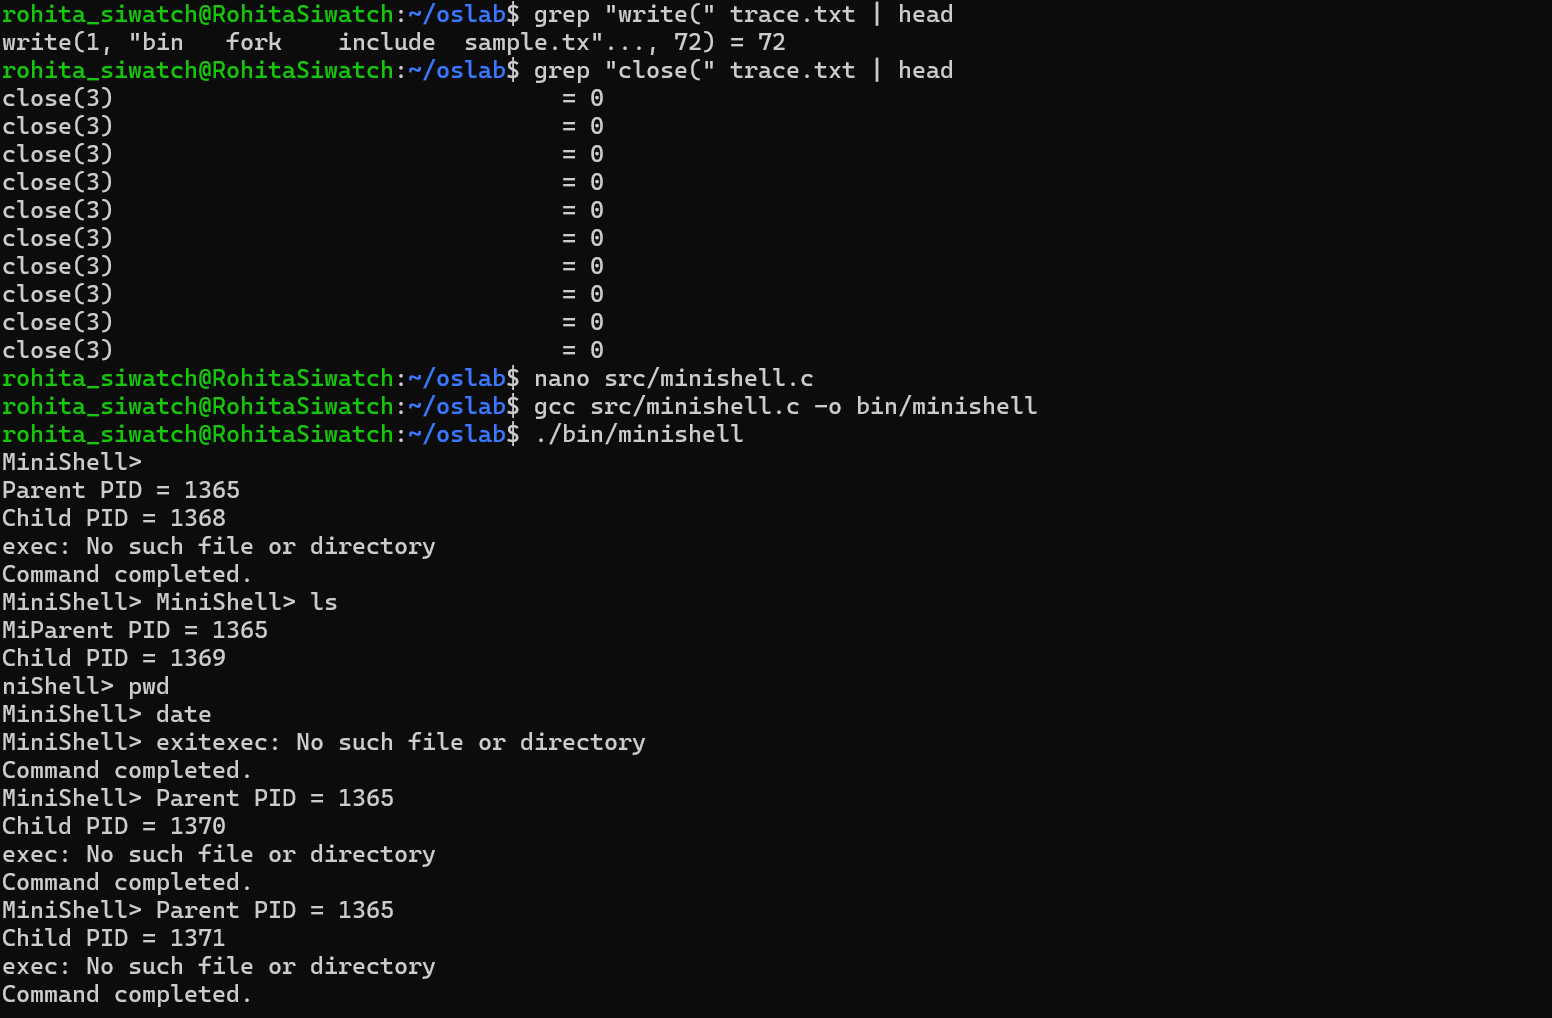 rohita_siwatch@RohitaSiwatch:~/oslab$ grep "write(" trace.txt | head
write(1, "bin   fork    include  sample.tx"..., 72) = 72
rohita_siwatch@RohitaSiwatch:~/oslab$ grep "close(" trace.txt | head
close(3)                                = 0
close(3)                                = 0
close(3)                                = 0
close(3)                                = 0
close(3)                                = 0
close(3)                                = 0
close(3)                                = 0
close(3)                                = 0
close(3)                                = 0
close(3)                                = 0
rohita_siwatch@RohitaSiwatch:~/oslab$ nano src/minishell.c
rohita_siwatch@RohitaSiwatch:~/oslab$ gcc src/minishell.c -o bin/minishell
rohita_siwatch@RohitaSiwatch:~/oslab$ ./bin/minishell
MiniShell>
Parent PID = 1365
Child PID = 1368
exec: No such file or directory
Command completed.
MiniShell> MiniShell> ls
MiParent PID = 1365
Child PID = 1369
niShell> pwd
MiniShell> date
MiniShell> exitexec: No such file or directory
Command completed.
MiniShell> Parent PID = 1365
Child PID = 1370
exec: No such file or directory
Command completed.
MiniShell> Parent PID = 1365
Child PID = 1371
exec: No such file or directory
Command completed.